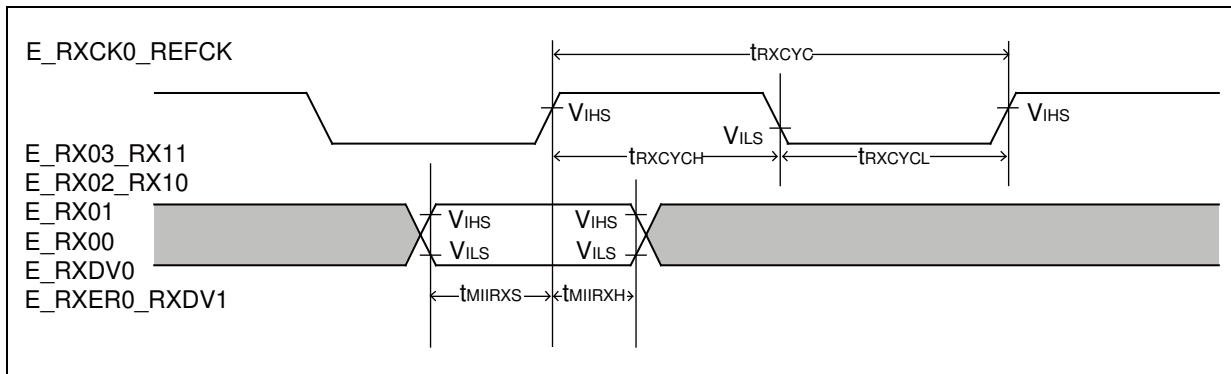 E_RXCK0_REFCK
tRXCYC
VIHS
VILS
VIHS
tRXCYCH
tRXCYCL
E_RX03_RX11
E_RX02_RX10
E_RX01
E_RX00
E_RXDV0
E_RXER0_RXDV1
VIHS
VIHS
VILS
VILS
tMIIRXS
tMIIRXH